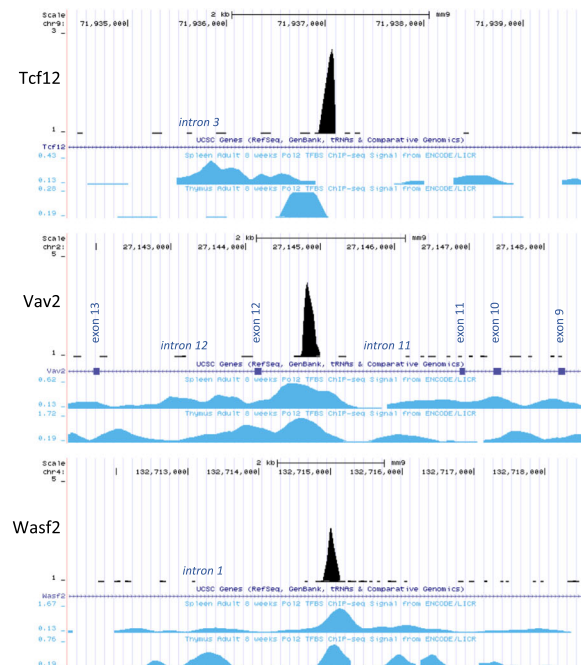 Scale 2 kb mm9
chr9: 71,935,000 71,936,000 71,937,000 71,938,000 71,939,000
3
Tcf12
1
intron 3
UCSC Genes (RefSeq, GenBank, tRNAs & Comparative Genomics)
Tcf12
0.43
Spleen Adult 8 weeks Pol2 TFBS ChIP-seq Signal from ENCODE/LICR
0.13
0.20
Thymus Adult 8 weeks Pol2 TFBS ChIP-seq Signal from ENCODE/LICR
0.19
Scale 2 kb mm9
chr2: 27,143,000 27,144,000 27,145,000 27,146,000 27,147,000 27,148,000
5
Vav2
exon 13 exon 12 exon 11 exon 10 exon 9
intron 12 intron 11
1
UCSC Genes (RefSeq, GenBank, tRNAs & Comparative Genomics)
Vav2
0.62
Spleen Adult 8 weeks Pol2 TFBS ChIP-seq Signal from ENCODE/LICR
0.13
1.72
Thymus Adult 8 weeks Pol2 TFBS ChIP-seq Signal from ENCODE/LICR
0.19
Scale 2 kb mm9
chr4: 132,713,000 132,714,000 132,715,000 132,716,000 132,717,000 132,718,000
5
Wasf2
intron 1
1
UCSC Genes (RefSeq, GenBank, tRNAs & Comparative Genomics)
Wasf2
1.67
Spleen Adult 8 weeks Pol2 TFBS ChIP-seq Signal from ENCODE/LICR
0.13
0.76
Thymus Adult 8 weeks Pol2 TFBS ChIP-seq Signal from ENCODE/LICR
0.19